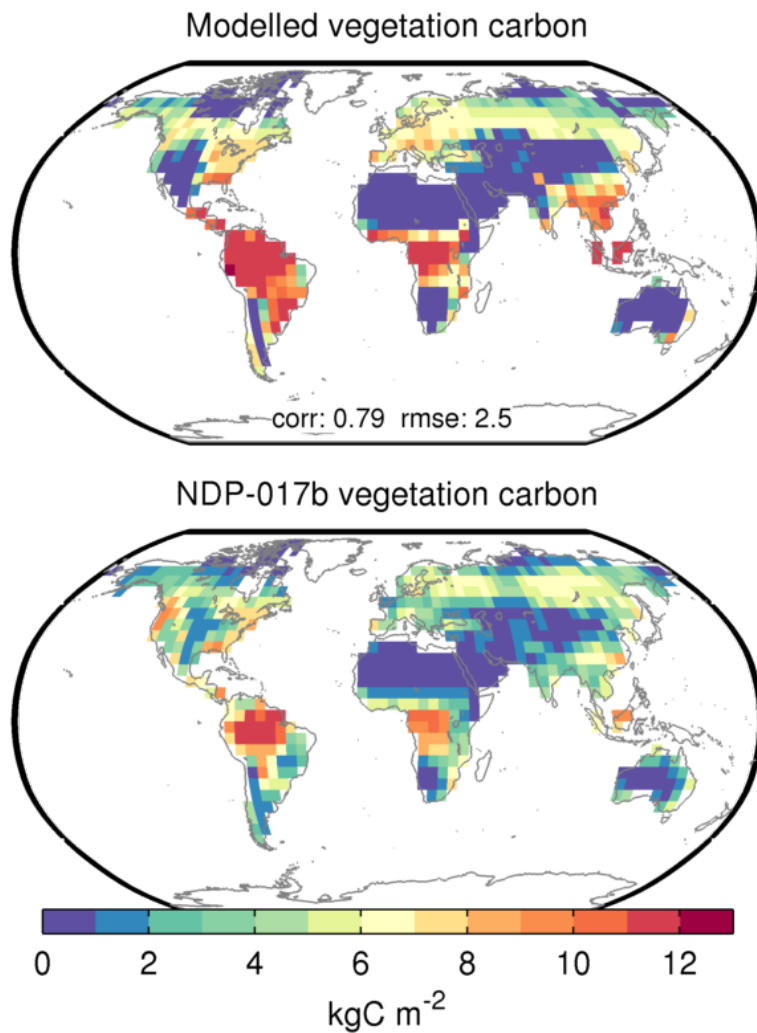 Modelled vegetation carbon
corr: 0.79 rmse: 2.5
NDP-017b vegetation carbon
0 2 4 6 8 10 12
kgC m⁻²